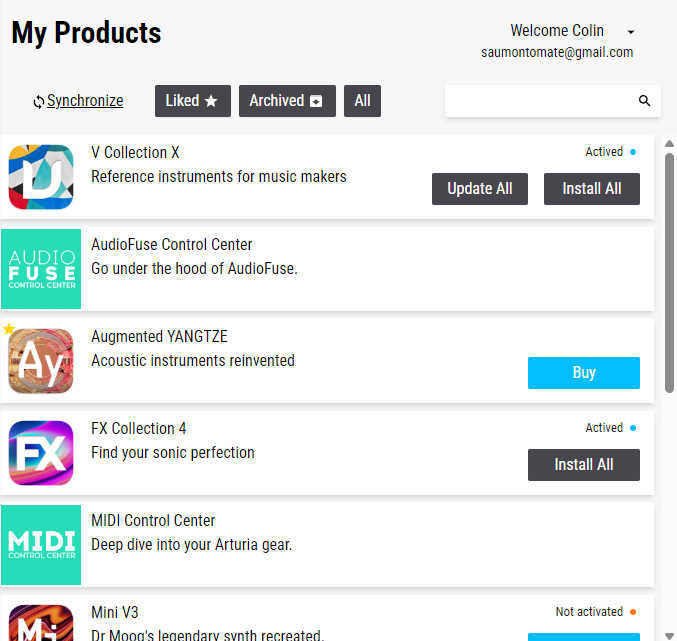 My Products
Welcome Colin
saumontomate@gmail.com
Synchronize
Liked
Archived
All
V Collection X
Actived
Reference instruments for music makers
Update All
Install All
AUDIO
FUSE
CONTROL CENTER
AudioFuse Control Center
Go under the hood of AudioFuse.
Ay
Augmented YANGTZE
Acoustic instruments reinvented
Buy
FX
FX Collection 4
Actived
Find your sonic perfection
Install All
MIDI
CONTROL CENTER
MIDI Control Center
Deep dive into your Arturia gear.
Mini V3
Not activated
Mi
Dr Moog's legendary synth recreated.